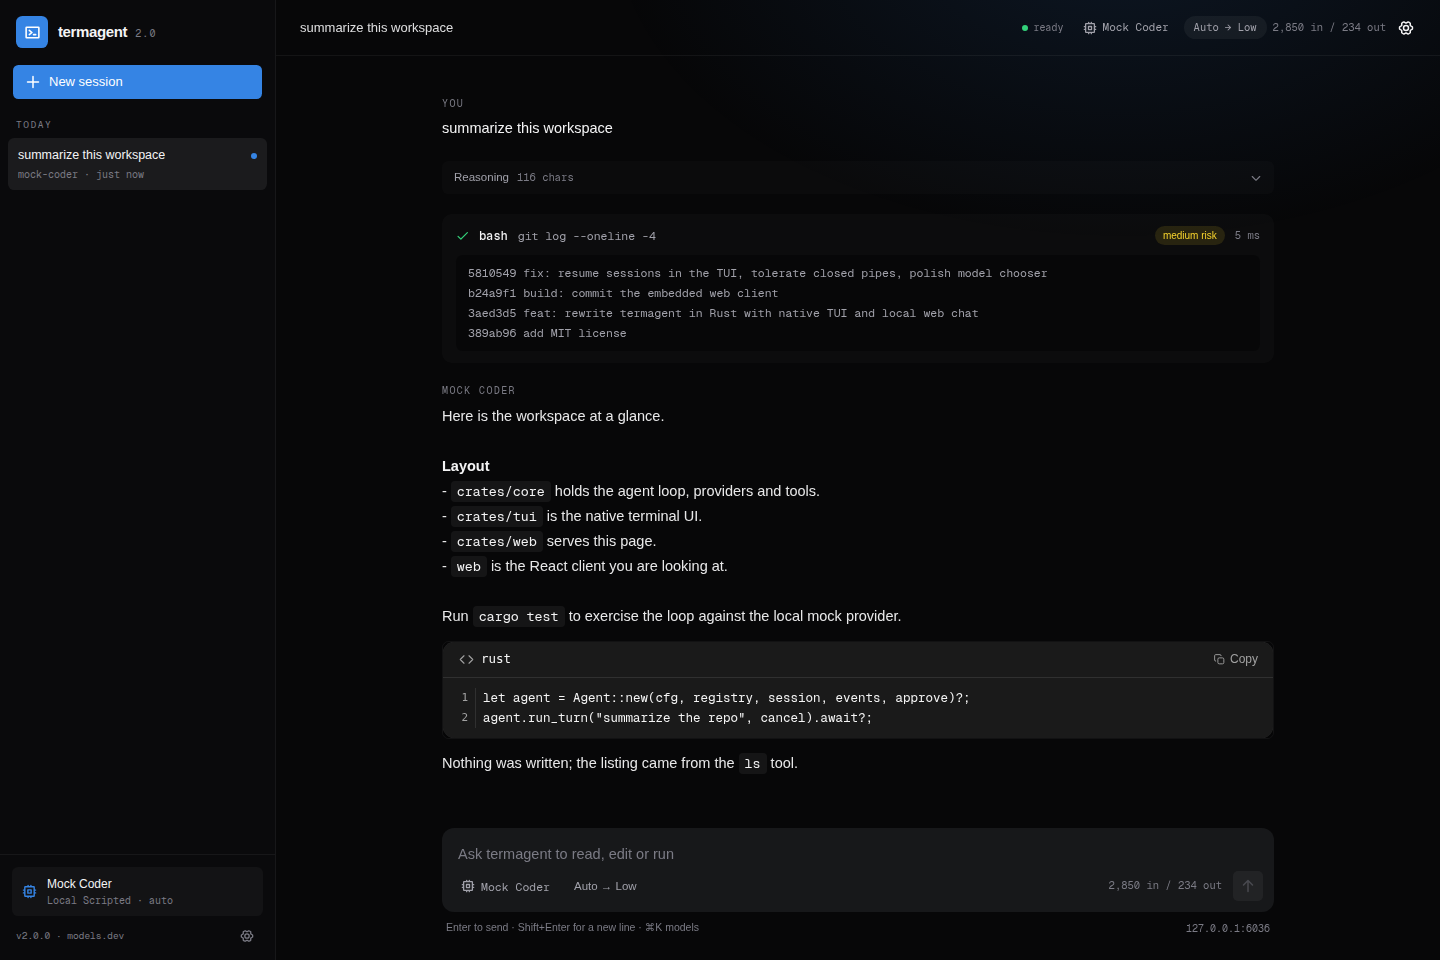 termagent 2.0
New session
TODAY
summarize this workspace
mock-coder · just now
Mock Coder
Local Scripted · auto
v2.0.0 · models.dev
summarize this workspace
ready
Mock Coder
Auto → Low
2,850 in / 234 out
YOU
summarize this workspace
Reasoning 116 chars
bash git log --oneline -4
medium risk 5 ms
5810549 fix: resume sessions in the TUI, tolerate closed pipes, polish model chooser
b24a9f1 build: commit the embedded web client
3aed3d5 feat: rewrite termagent in Rust with native TUI and local web chat
389ab96 add MIT license
MOCK CODER
Here is the workspace at a glance.
Layout
- crates/core holds the agent loop, providers and tools.
- crates/tui is the native terminal UI.
- crates/web serves this page.
- web is the React client you are looking at.
Run cargo test to exercise the loop against the local mock provider.
<> rust
Copy
1 let agent = Agent::new(cfg, registry, session, events, approve)?;
2 agent.run_turn("summarize the repo", cancel).await?;
Nothing was written; the listing came from the ls tool.
Ask termagent to read, edit or run
Mock Coder
Auto → Low
2,850 in / 234 out
Enter to send · Shift+Enter for a new line · ⌘K models
127.0.0.1:6036